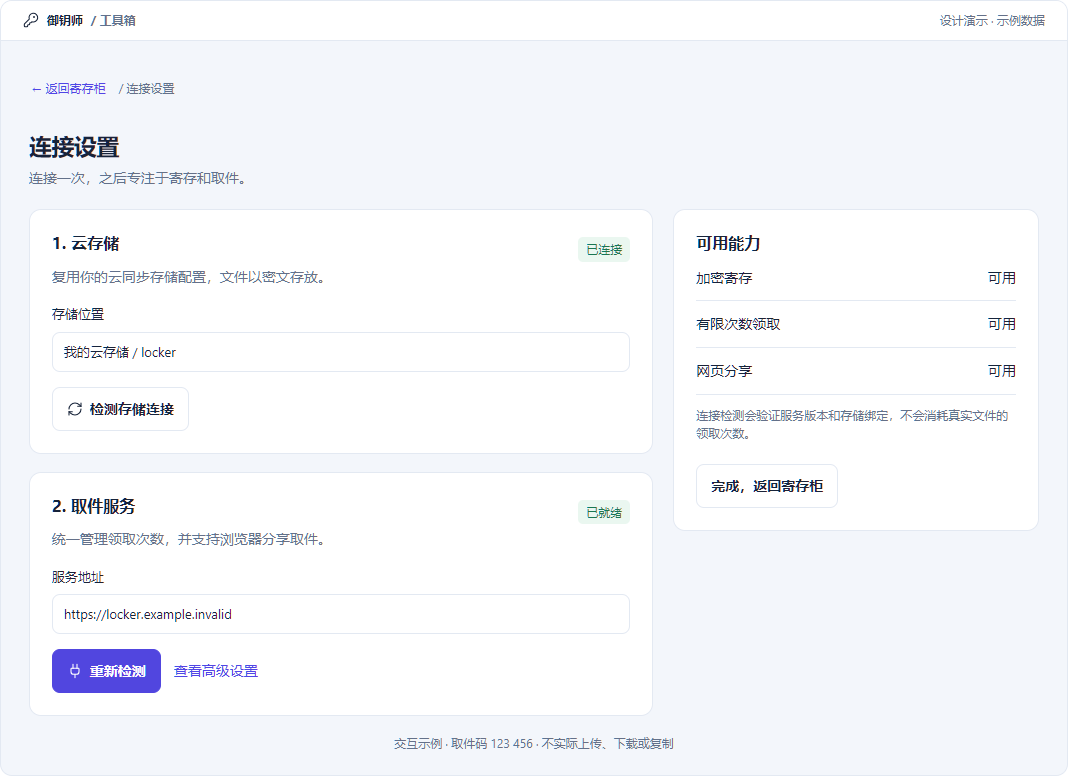 御钥师 / 工具箱
设计演示 · 示例数据
← 返回寄存柜 / 连接设置
连接设置
连接一次，之后专注于寄存和取件。
1. 云存储
已连接
复用你的云同步存储配置，文件以密文存放。
存储位置
我的云存储 / locker
检测存储连接
2. 取件服务
已就绪
统一管理领取次数，并支持浏览器分享取件。
服务地址
https://locker.example.invalid
重新检测
查看高级设置
可用能力
加密寄存 可用
有限次数领取 可用
网页分享 可用
连接检测会验证服务版本和存储绑定，不会消耗真实文件的
领取次数。
完成，返回寄存柜
交互示例 · 取件码 123 456 · 不实际上传、下载或复制